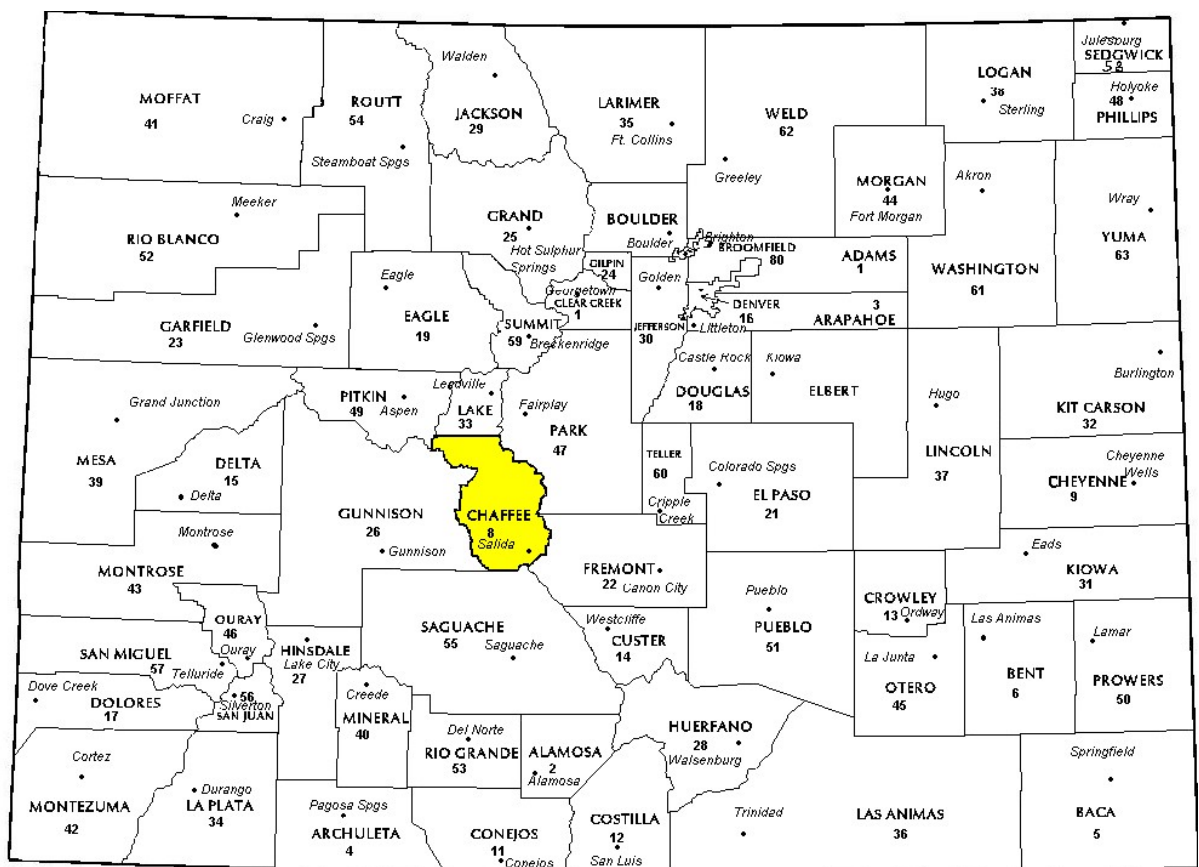 Walden
Julesburg
SEDGWICK
58
LOGAN
38
Sterling
Holyoke
48
PHILLIPS
MOFFAT
41
Craig
ROUTT
54
Steamboat Spgs
JACKSON
29
LARIMER
35
Ft. Collins
WELD
62
Greeley
MORGAN
44
Fort Morgan
Akron
WASHINGTON
61
Wray
YUMA
63
Meeker
RIO BLANCO
52
GRAND
25
Hot Sulphur
Springs
BOULDER
Boulder
Brighton
BROOMFIELD
80
ADAMS
1
GILPIN
24
Georgetown
CLEAR CREEK
1
Golden
JEFFERSON
30
DENVER
16
Littleton
3
ARAPAHOE
Eagle
EAGLE
19
SUMMIT
59
Breckenridge
GARFIELD
23
Glenwood Spgs
Castle Rock
DOUGLAS
18
Kiowa
ELBERT
Hugo
LINCOLN
37
Burlington
KIT CARSON
32
Grand Junction
MESA
39
PITKIN
49
Aspen
Leedville
LAKE
33
Fairplay
PARK
47
TELLER
60
Cripple
Creek
Colorado Spgs
EL PASO
21
Cheyenne
Wells
CHEYENNE
9
DELTA
15
Delta
GUNNISON
26
Gunnison
CHAFFEE
8
Salida
Montrose
MONTROSE
43
FREMONT
22
Canon City
Pueblo
PUEBLO
51
CROWLEY
13
Ordway
Eads
KIOWA
31
OURAY
46
Ouray
HINSDALE
Lake City
27
SAGUACHE
55
Saguache
Westcliffe
CUSTER
14
La Junta
OTERO
45
Las Animas
BENT
6
Lamar
PROWERS
50
SAN MIGUEL
57
Telluride
Dove Creek
DOLORES
17
56
Silverton
SAN JUAN
Creede
MINERAL
40
Del Norte
RIO GRANDE
53
ALAMOSA
2
Alamosa
HUERFANO
28
Walsenburg
Cortez
MONTEZUMA
42
Durango
LA PLATA
34
Pagosa Spgs
ARCHULETA
4
CONEJOS
11
Conejos
COSTILLA
12
San Luis
Trinidad
LAS ANIMAS
36
Springfield
BACA
5